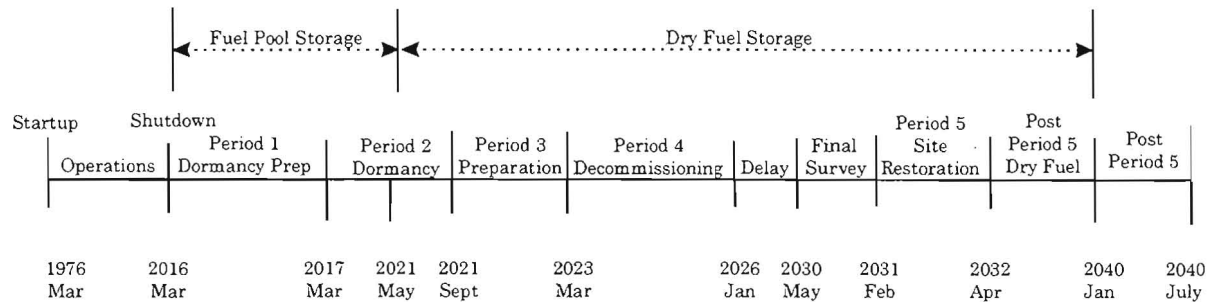 Fuel Pool Storage
Dry Fuel Storage
Startup
Shutdown
Operations
Period 1
Dormancy Prep
Period 2
Dormancy
Period 3
Preparation
Period 4
Decommissioning
Delay
Final
Survey
Period 5
Site
Restoration
Post
Period 5
Dry Fuel
Post
Period 5
1976
Mar
2016
Mar
2017
Mar
2021
May
2021
Sept
2023
Mar
2026
Jan
2030
May
2031
Feb
2032
Apr
2040
Jan
2040
July